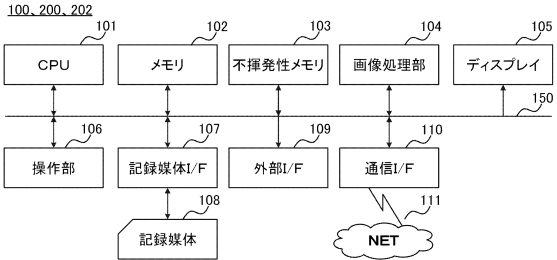 100、200、202
101
102
103
104
105
CPU
メモリ
不揮発性メモリ
画像処理部
ディスプレイ
150
106
107
109
110
操作部
記録媒体I/F
外部I/F
通信I/F
108
111
記録媒体
NET